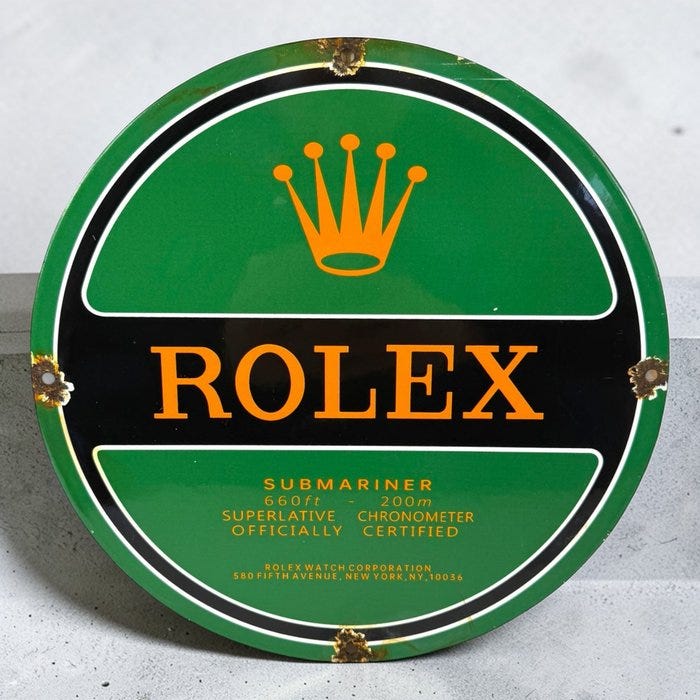 ROLEX
SUBMARINER
660ft - 200m
SUPERLATIVE CHRONOMETER
OFFICIALLY CERTIFIED
ROLEX WATCH CORPORATION
580 FIFTH AVENUE, NEW YORK, NY, 10036